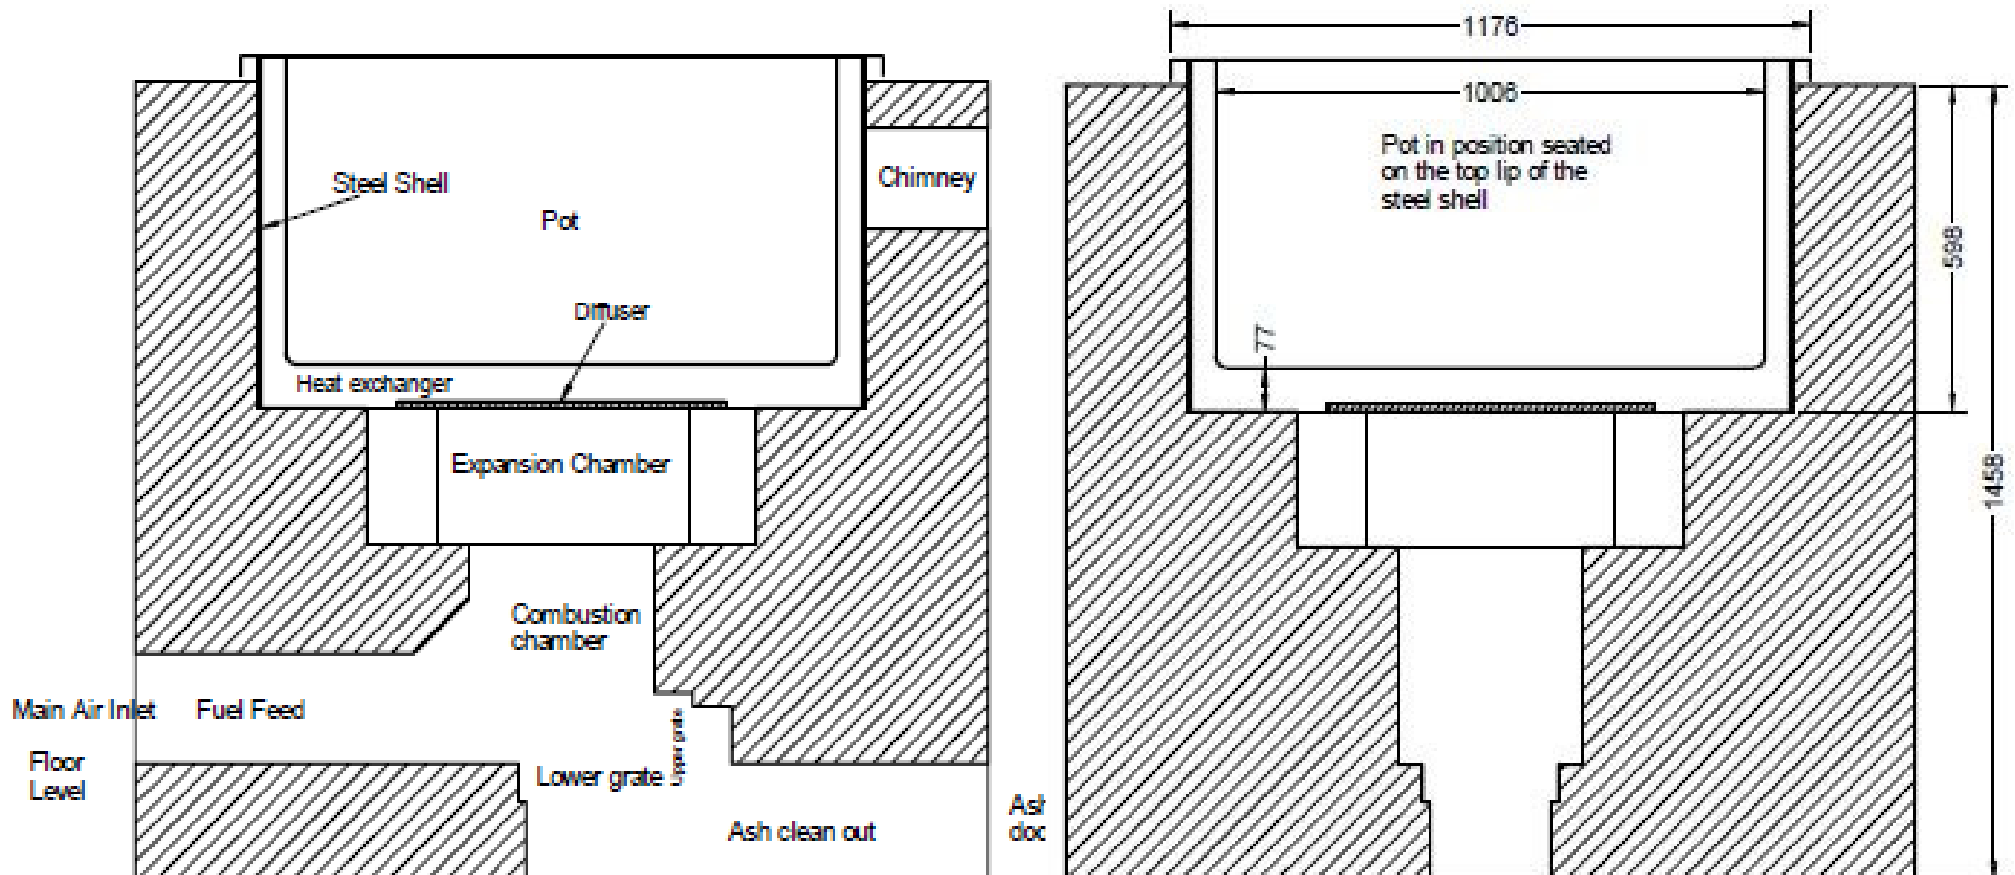 1176
1006
Pot in position seated
on the top lip of the
steel shell
Chimney
Steel Shell
Pot
598
Diffuser
77
Heat exchanger
Expansion Chamber
1458
Combustion
chamber
Main Air Inlet
Fuel Feed
Upper grate
Floor
Level
Lower grate
Ash clean out
Ash
doc